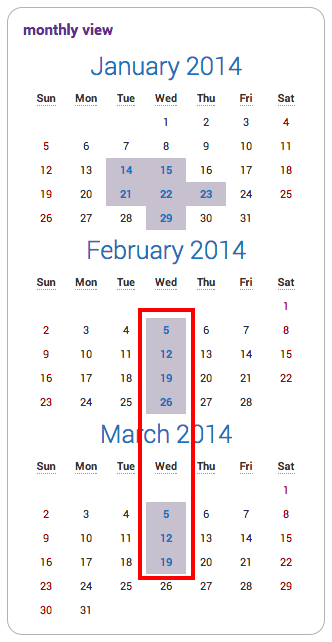 monthly view
January 2014
Sun Mon Tue Wed Thu Fri Sat
1 2 3 4
5 6 7 8 9 10 11
12 13 14 15 16 17 18
19 20 21 22 23 24 25
26 27 28 29 30 31
February 2014
Sun Mon Tue Wed Thu Fri Sat
1
2 3 4 5 6 7 8
9 10 11 12 13 14 15
16 17 18 19 20 21 22
23 24 25 26 27 28
March 2014
Sun Mon Tue Wed Thu Fri Sat
1
2 3 4 5 6 7 8
9 10 11 12 13 14 15
16 17 18 19 20 21 22
23 24 25 26 27 28 29
30 31